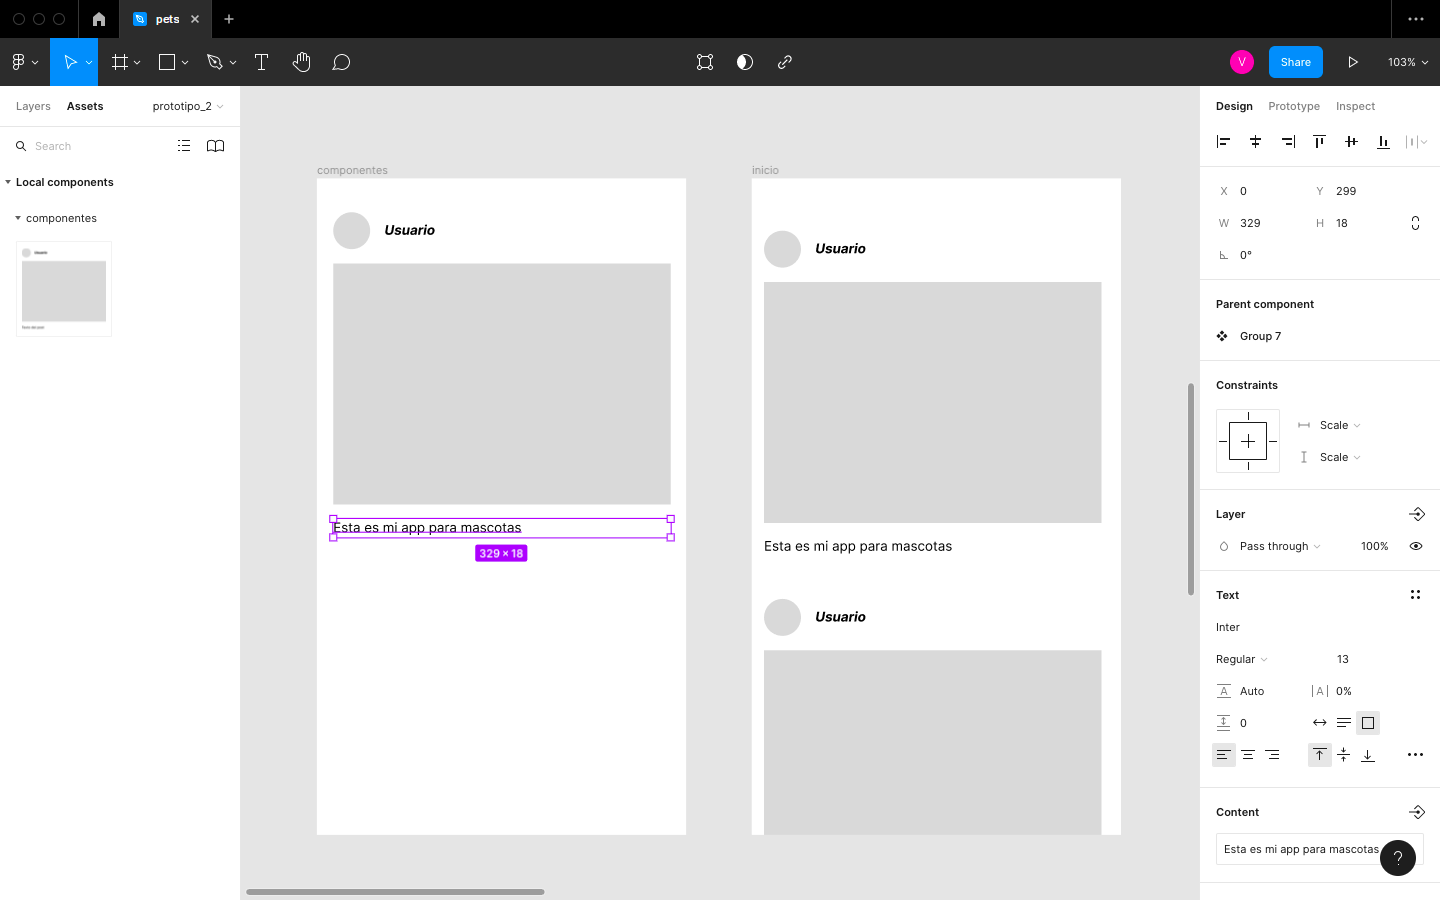 pets
V
Share
103%
Layers
Assets
prototipo_2
Search
Local components
componentes
Usuario
componentes
Usuario
Esta es mi app para mascotas
329 × 18
inicio
Usuario
Esta es mi app para mascotas
Usuario
Design Prototype Inspect
X 0 Y 299
W 329 H 18
0°
Parent component
Group 7
Constraints
Scale
Scale
Layer
Pass through 100%
Text
Inter
Regular 13
A Auto |A| 0%
0
Content
Esta es mi app para mascotas
?